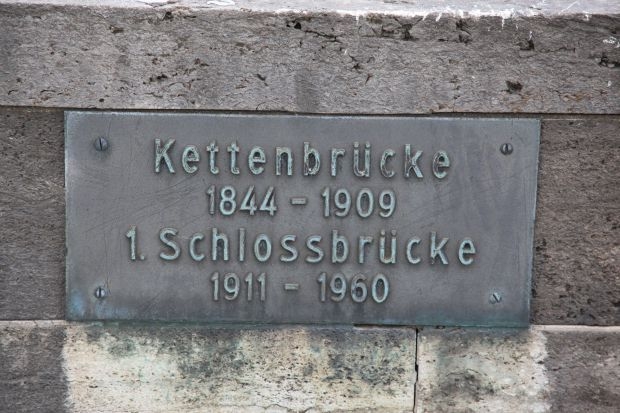 Kettenbrücke
1844 - 1909
1. Schlossbrücke
1911 - 1960